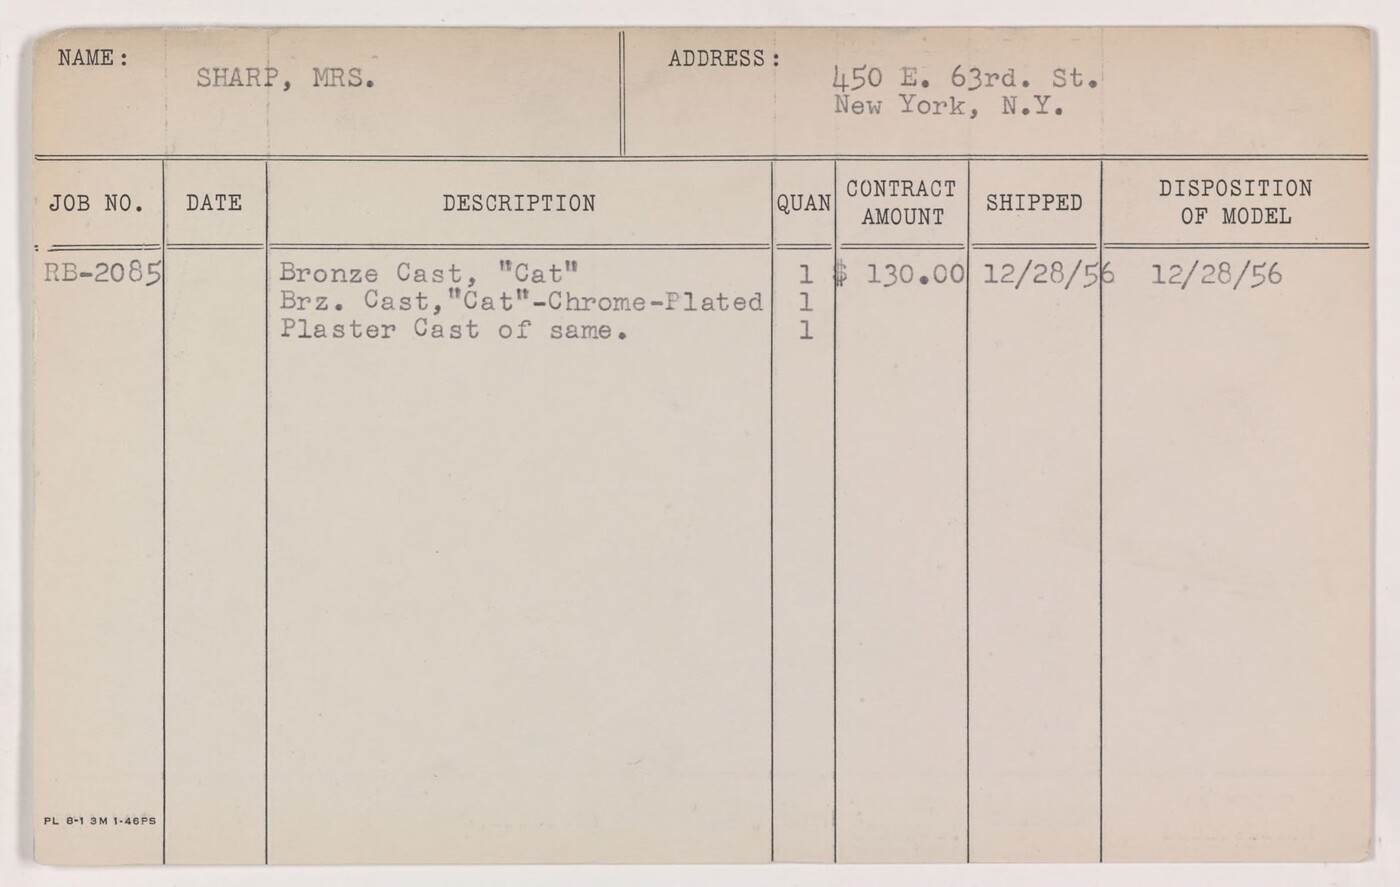 NAME:
SHARP, MRS.
ADDRESS:
450 E. 63rd. St.
New York, N.Y.
JOB NO. DATE DESCRIPTION QUAN CONTRACT AMOUNT SHIPPED DISPOSITION OF MODEL
RB-2085 Bronze Cast, "Cat" 1 $ 130.00 12/28/56 12/28/56
Brz. Cast,"Cat"-Chrome-Plated 1
Plaster Cast of same. 1
PL 8-1 3M 1-46PS